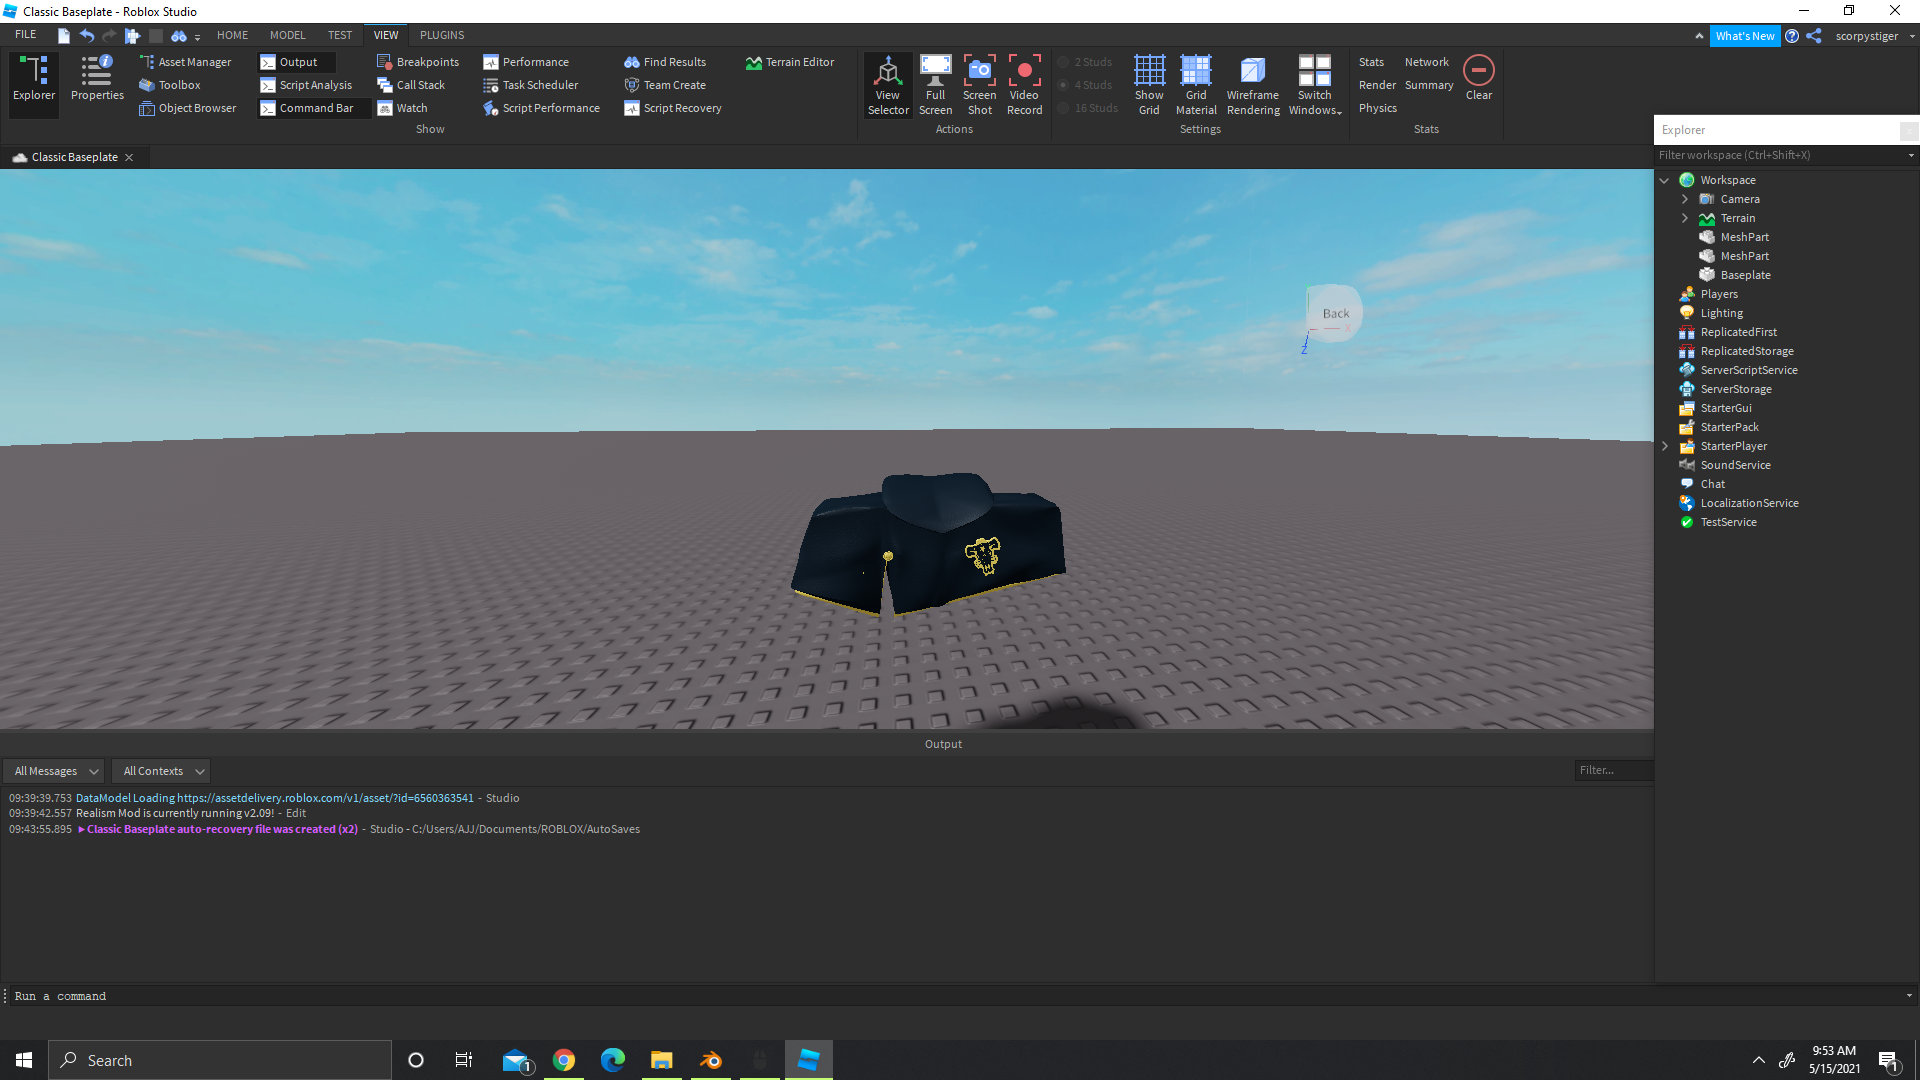 Classic Baseplate - Roblox Studio
FILE HOME MODEL TEST VIEW PLUGINS What's New scorpystiger
Explorer
Properties
Asset Manager
Toolbox
Object Browser
Output
Script Analysis
Command Bar
Breakpoints
Call Stack
Watch
Performance
Task Scheduler
Script Performance
Find Results
Team Create
Script Recovery
Terrain Editor
Show
View Selector
Full Screen
Screen Shot
Video Record
Actions
2 Studs
4 Studs
16 Studs
Show Grid
Grid Material
Wireframe Rendering
Switch Windows
Settings
Stats Network
Render Summary
Physics
Clear
Stats
Classic Baseplate
Back
X
Z
Explorer
Filter workspace (Ctrl+Shift+X)
Workspace
Camera
Terrain
MeshPart
MeshPart
Baseplate
Players
Lighting
ReplicatedFirst
ReplicatedStorage
ServerScriptService
ServerStorage
StarterGui
StarterPack
StarterPlayer
SoundService
Chat
LocalizationService
TestService
Output
All Messages All Contexts Filter...
09:39:39.753 DataModel Loading https://assetdelivery.roblox.com/v1/asset/?id=6560363541 - Studio
09:39:42.557 Realism Mod is currently running v2.09! - Edit
09:43:55.895 Classic Baseplate auto-recovery file was created (x2) - Studio - C:/Users/AJJ/Documents/ROBLOX/AutoSaves
Run a command
Search
1
9:53 AM
5/15/2021
1